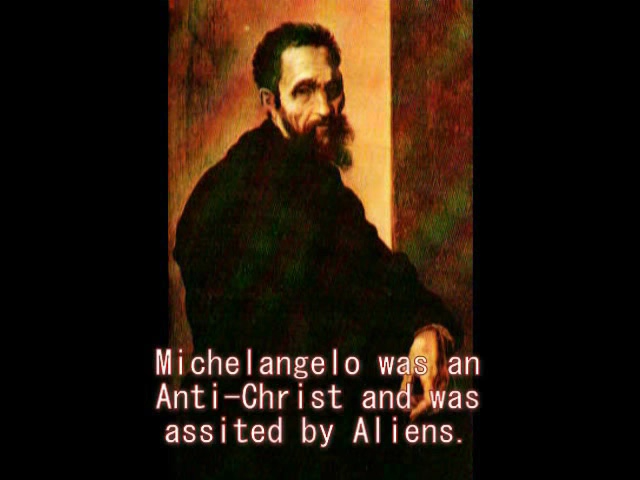 Michelangelo was an
Anti-Christ and was
assited by Aliens.